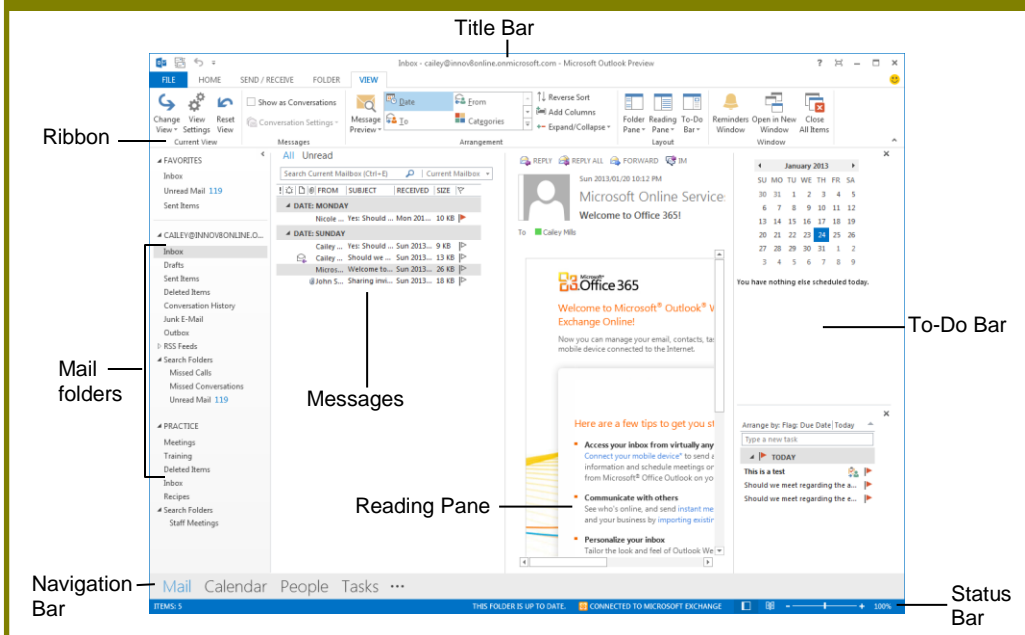 Title Bar
Inbox - cailey@innov8online.onmicrosoft.com - Microsoft Outlook Preview
FILE HOME SEND / RECEIVE FOLDER VIEW
Change View View Settings Reset View
Current View
Show as Conversations
Conversation Settings
Messages
Message Preview
Date From
To Categories
Reverse Sort
Add Columns
Expand/Collapse
Arrangement
Folder Pane Reading Pane To-Do Bar
Layout
Reminders Window Open in New Window Close All Items
Window
Ribbon
FAVORITES
Inbox
Unread Mail 119
Sent Items
CAILEY@INNOV8ONLINE.O...
Inbox
Drafts
Sent Items
Deleted Items
Conversation History
Junk E-Mail
Outbox
RSS Feeds
Search Folders
Missed Calls
Missed Conversations
Unread Mail 119
PRACTICE
Meetings
Training
Deleted Items
Inbox
Recipes
Search Folders
Staff Meetings
Mail
folders
All Unread
Search Current Mailbox (Ctrl+E) Current Mailbox
FROM SUBJECT RECEIVED SIZE
DATE: MONDAY
Nicole ... Yes: Should ... Mon 201... 10 KB
DATE: SUNDAY
Cailey ... Yes: Should ... Sun 2013... 9 KB
Cailey ... Should we ... Sun 2013... 13 KB
Micros... Welcome to... Sun 2013... 26 KB
John S... Sharing invi... Sun 2013... 18 KB
Messages
REPLY REPLY ALL FORWARD IM
Sun 2013/01/20 10:12 PM
Microsoft Online Service
Welcome to Office 365!
To Cailey Mils
Microsoft®
Office 365
Welcome to Microsoft® Outlook® V
Exchange Online!
Now you can manage your email, contacts, ta
mobile device connected to the Internet.
Here are a few tips to get you st
Access your inbox from virtually any
Connect your mobile device* to send a
information and schedule meetings or
from Microsoft® Office Outlook on yo
Communicate with others
See who's online, and send instant me
and your business by importing existin
Personalize your inbox
Tailor the look and feel of Outlook We
Reading Pane
January 2013
SU MO TU WE TH FR SA
30 31 1 2 3 4 5
6 7 8 9 10 11 12
13 14 15 16 17 18 19
20 21 22 23 24 25 26
27 28 29 30 31 1 2
3 4 5 6 7 8 9
You have nothing else scheduled today.
To-Do Bar
Arrange by: Flag: Due Date Today
Type a new task
TODAY
This is a test
Should we meet regarding the a...
Should we meet regarding the e...
Navigation
Bar
Mail Calendar People Tasks •••
ITEMS: 5 THIS FOLDER IS UP TO DATE. CONNECTED TO MICROSOFT EXCHANGE 100%
Status
Bar